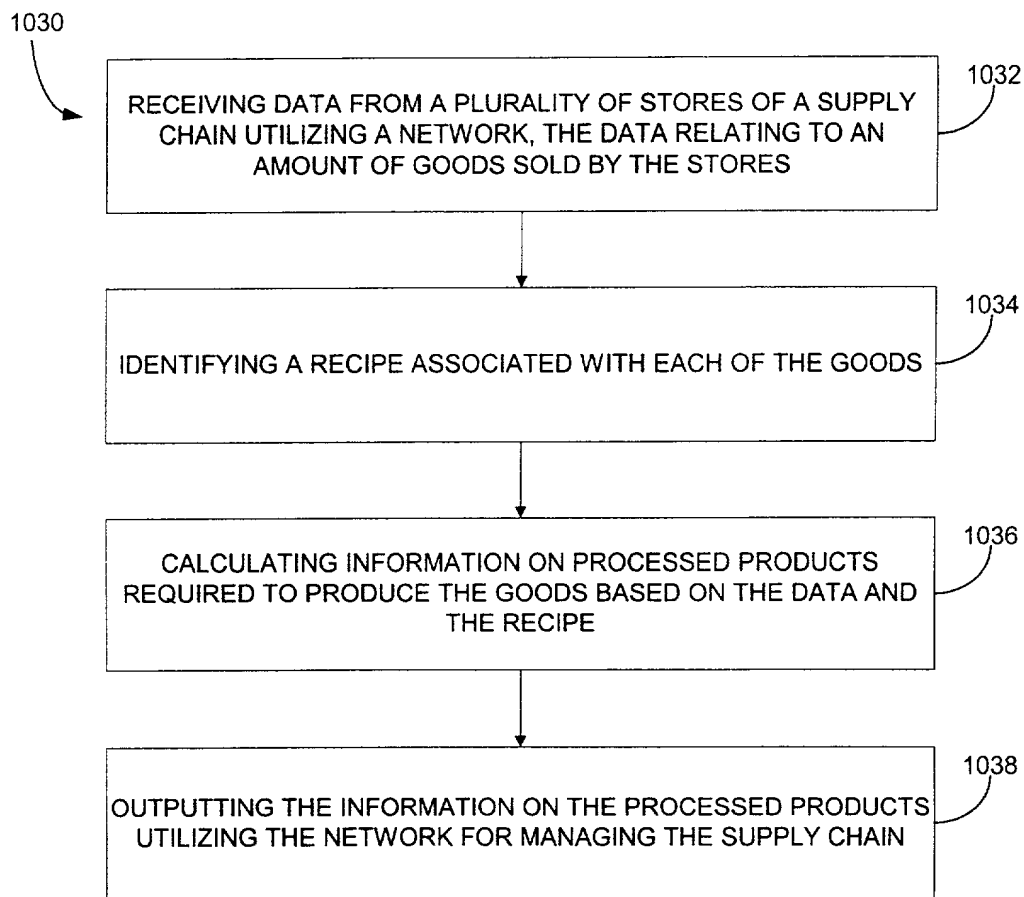 1030
1032
RECEIVING DATA FROM A PLURALITY OF STORES OF A SUPPLY
CHAIN UTILIZING A NETWORK, THE DATA RELATING TO AN
AMOUNT OF GOODS SOLD BY THE STORES
1034
IDENTIFYING A RECIPE ASSOCIATED WITH EACH OF THE GOODS
1036
CALCULATING INFORMATION ON PROCESSED PRODUCTS
REQUIRED TO PRODUCE THE GOODS BASED ON THE DATA AND
THE RECIPE
1038
OUTPUTTING THE INFORMATION ON THE PROCESSED PRODUCTS
UTILIZING THE NETWORK FOR MANAGING THE SUPPLY CHAIN